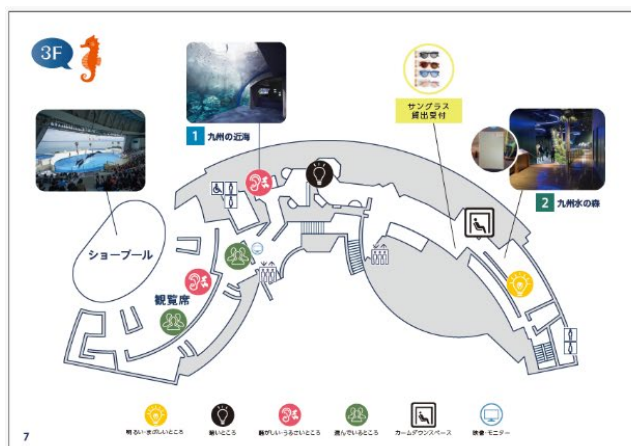 3F
1 九州の近海
サングラス
貸出受付
2 九州水の森
ショープール
観覧席
明るい・まぶしいところ
暗いところ
騒がしい・うるさいところ
混んでいるところ
カームダウンスペース
映像・モニター
7